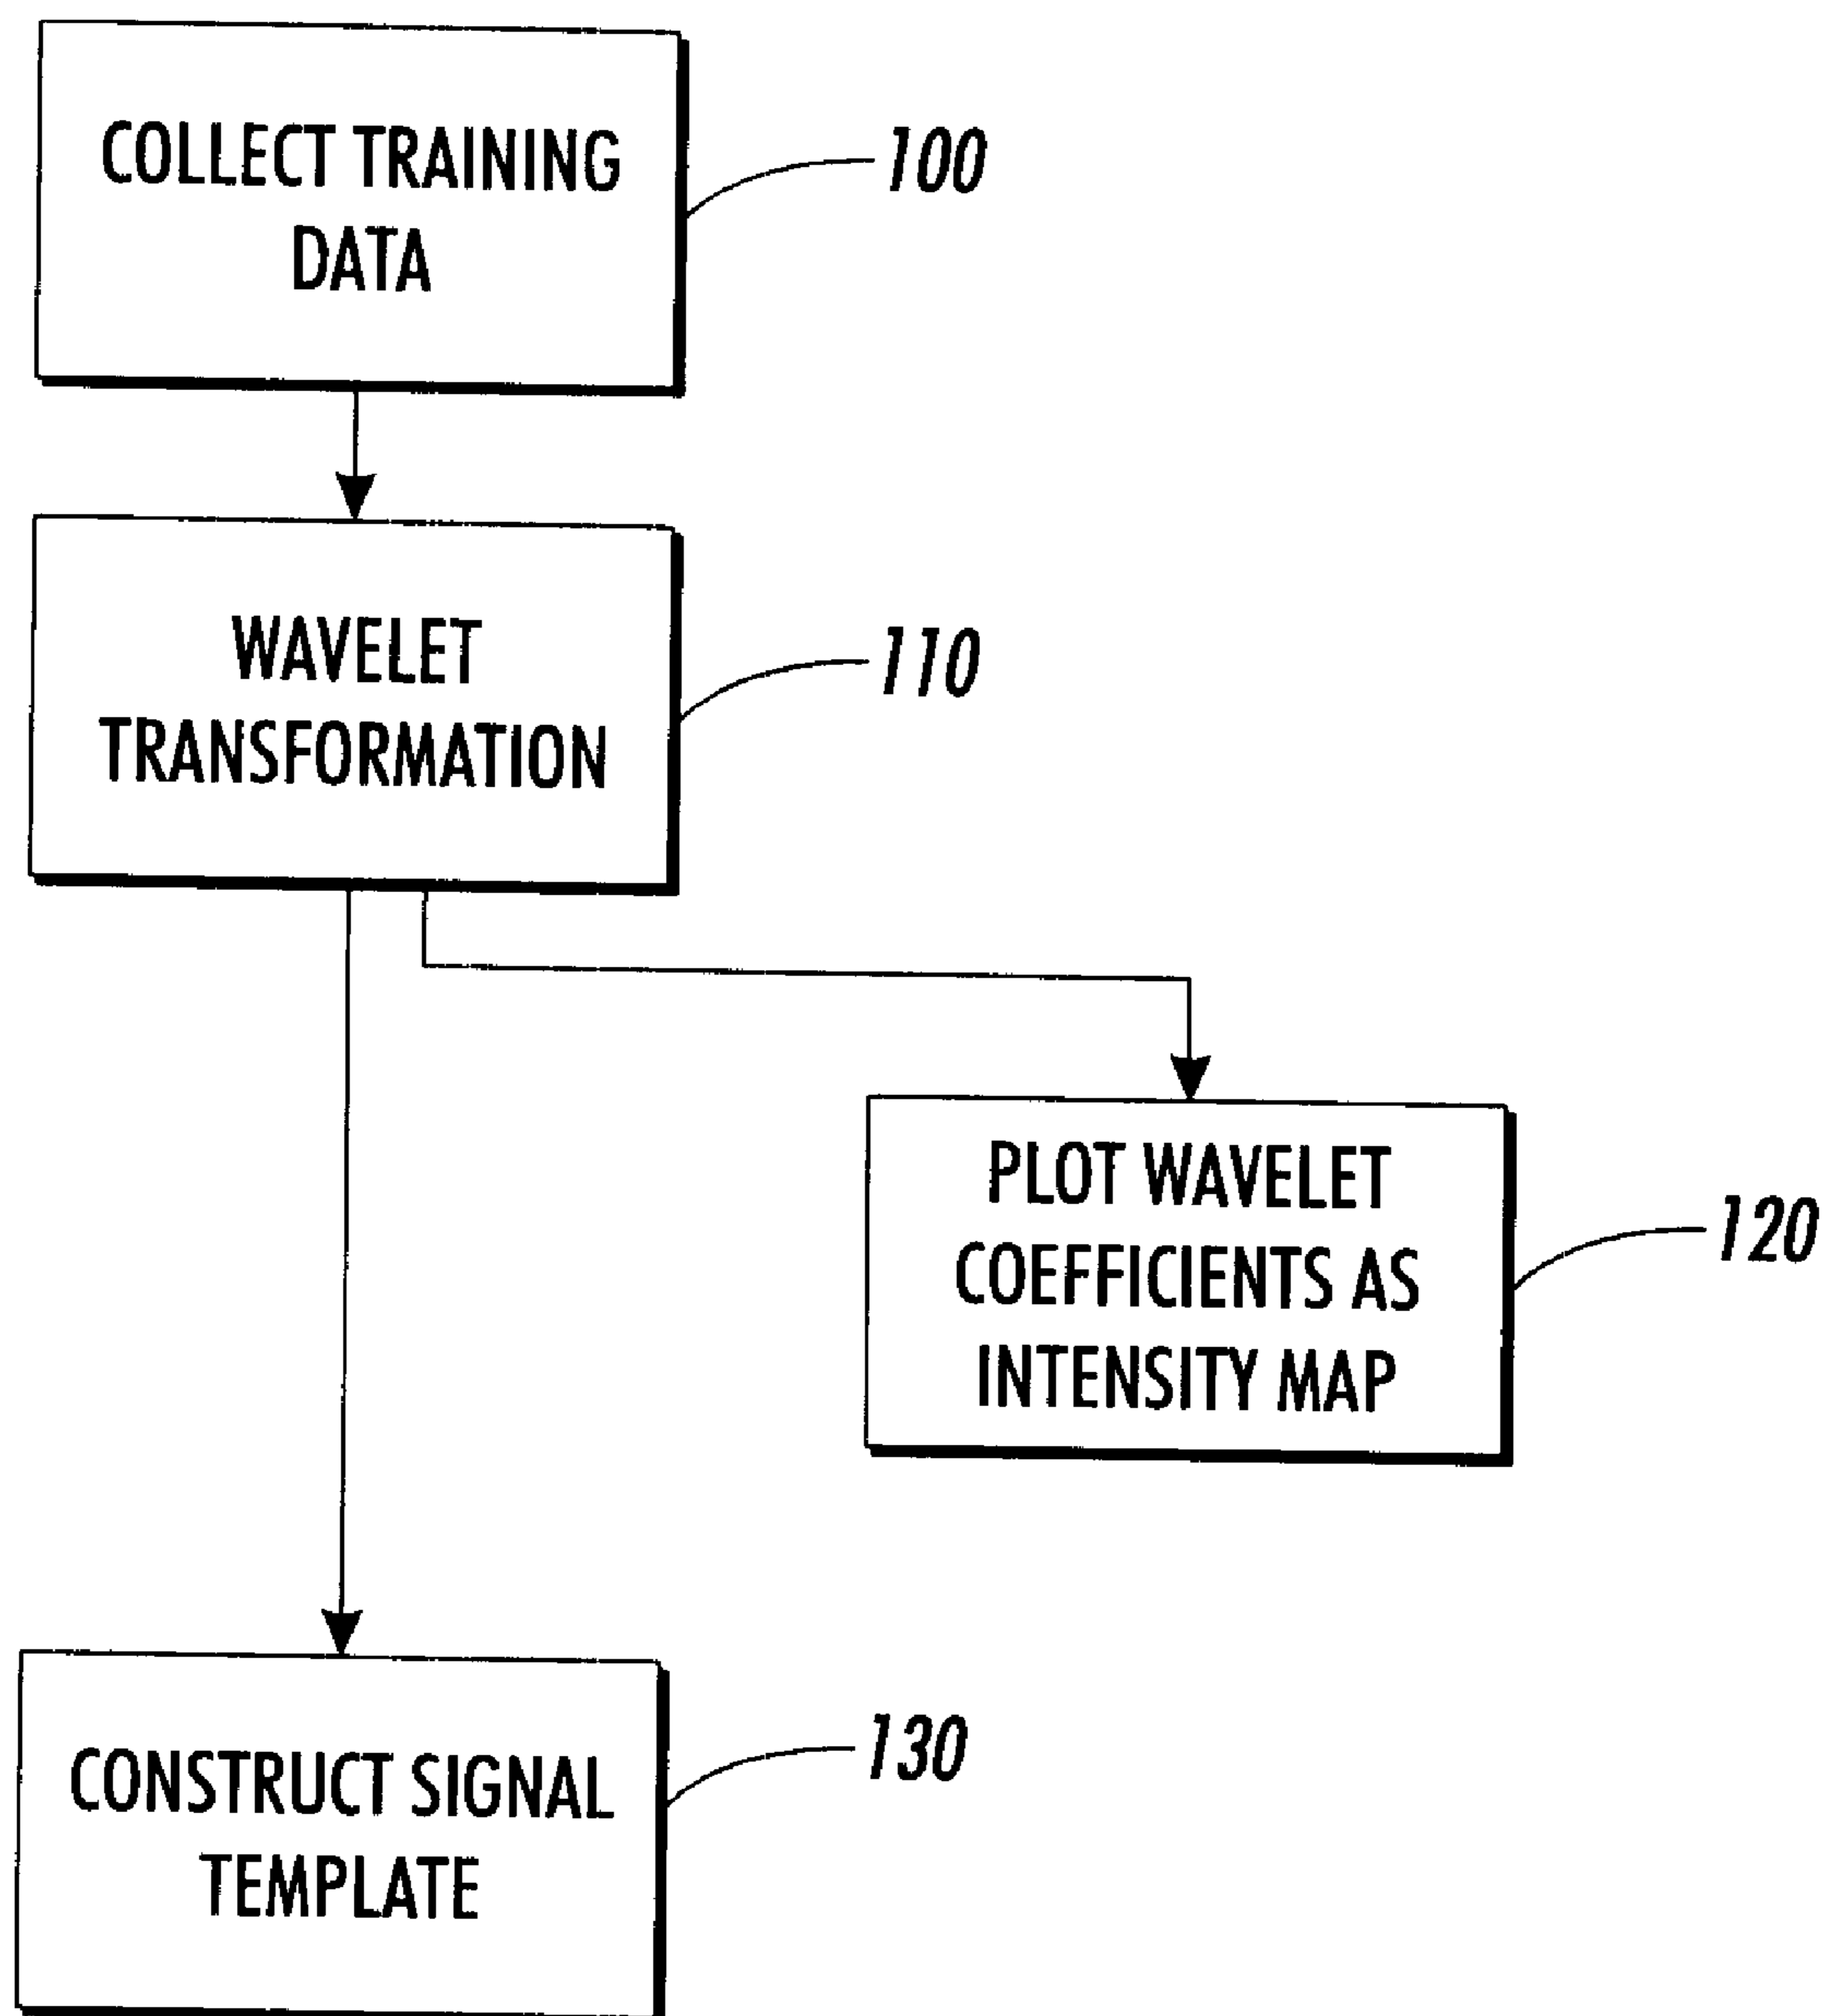 COLLECT TRAINING
DATA
100
WAVELET
TRANSFORMATION
110
PLOT WAVELET
COEFFICIENTS AS
INTENSITY MAP
120
CONSTRUCT SIGNAL
TEMPLATE
130